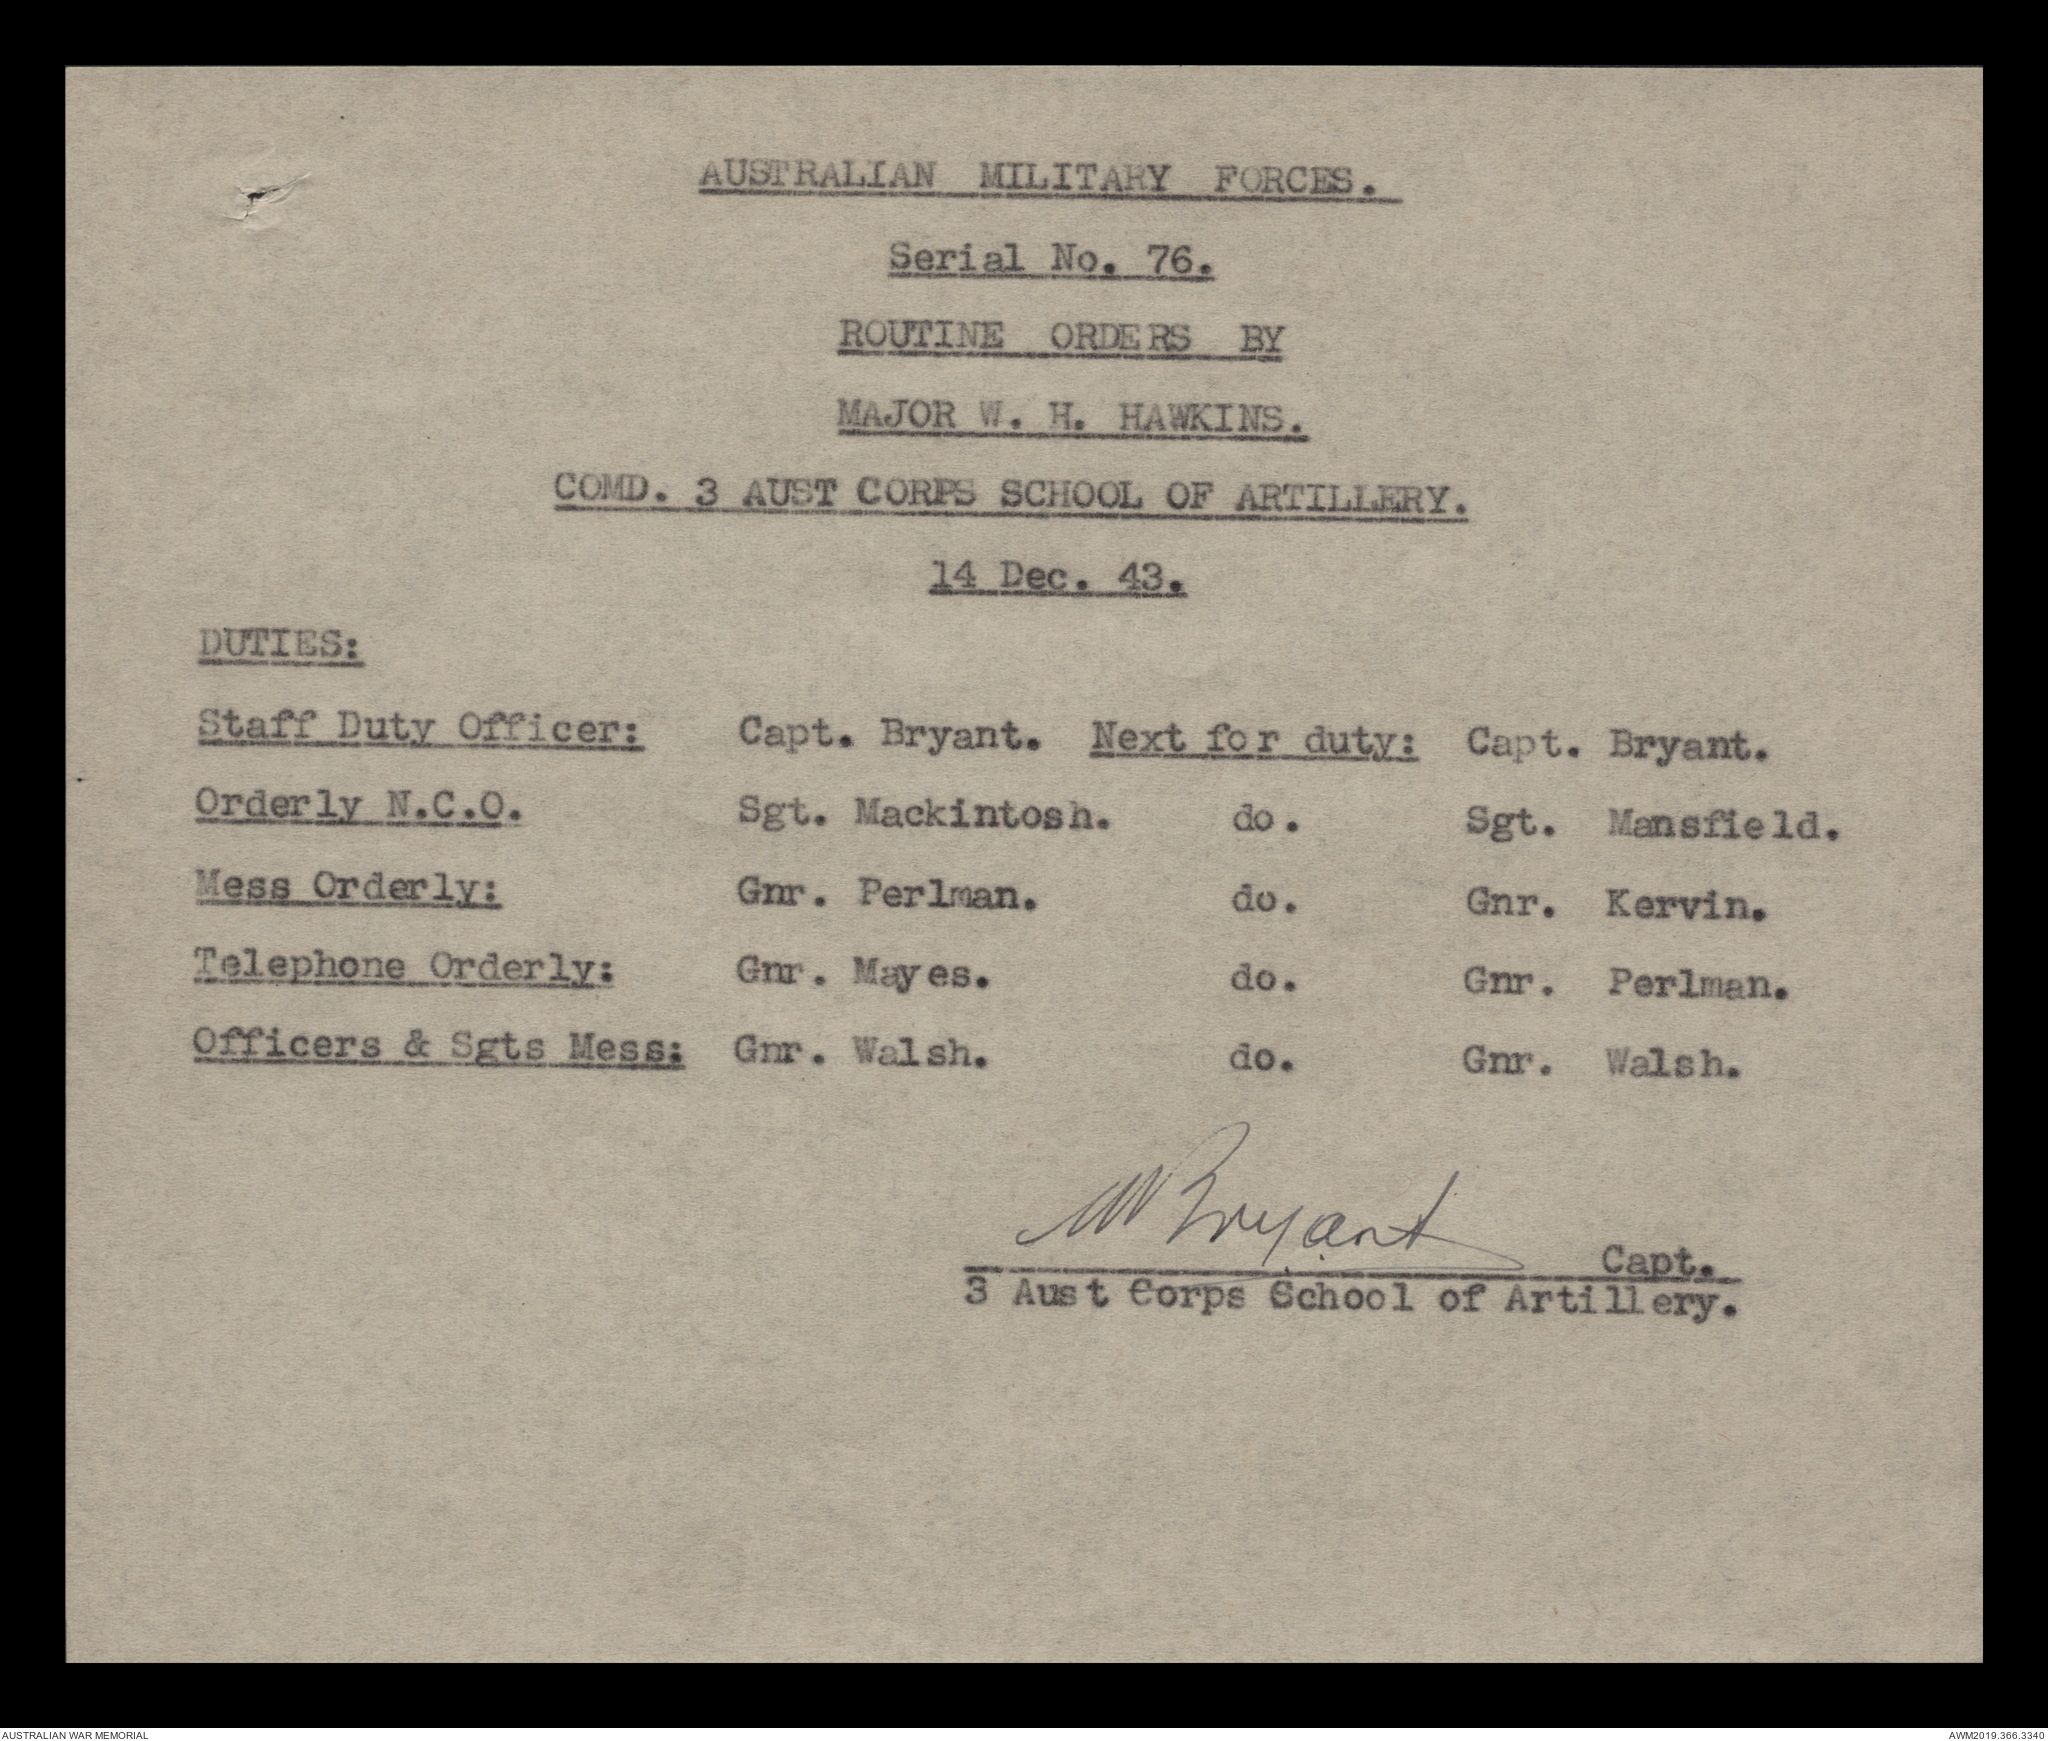 AUSTRALIAN MILITARY FORCES.
Serial No. 76.
ROUTINE ORDERS BY
MAJOR W. H. HAWKINS.
COMD. 3 AUST CORPS SCHOOL OF ARTILLERY.
14 Dec. 43.
DUTIES:
Staff Duty Officer: Capt. Bryant. Next for duty: Capt. Bryant.
Orderly N.C.O. Sgt. Mackintosh. do. Sgt. Mansfield.
Mess Orderly: Gnr. Perlman. do. Gnr. Kervin.
Telephone Orderly: Gnr. Mayes. do. Gnr. Perlman.
Officers & Sgts Mess: Gnr. Walsh. do. Gnr. Walsh.
Bryant Capt.
3 Aust Corps School of Artillery.
AUSTRALIAN WAR MEMORIAL AWM2019.366.3340